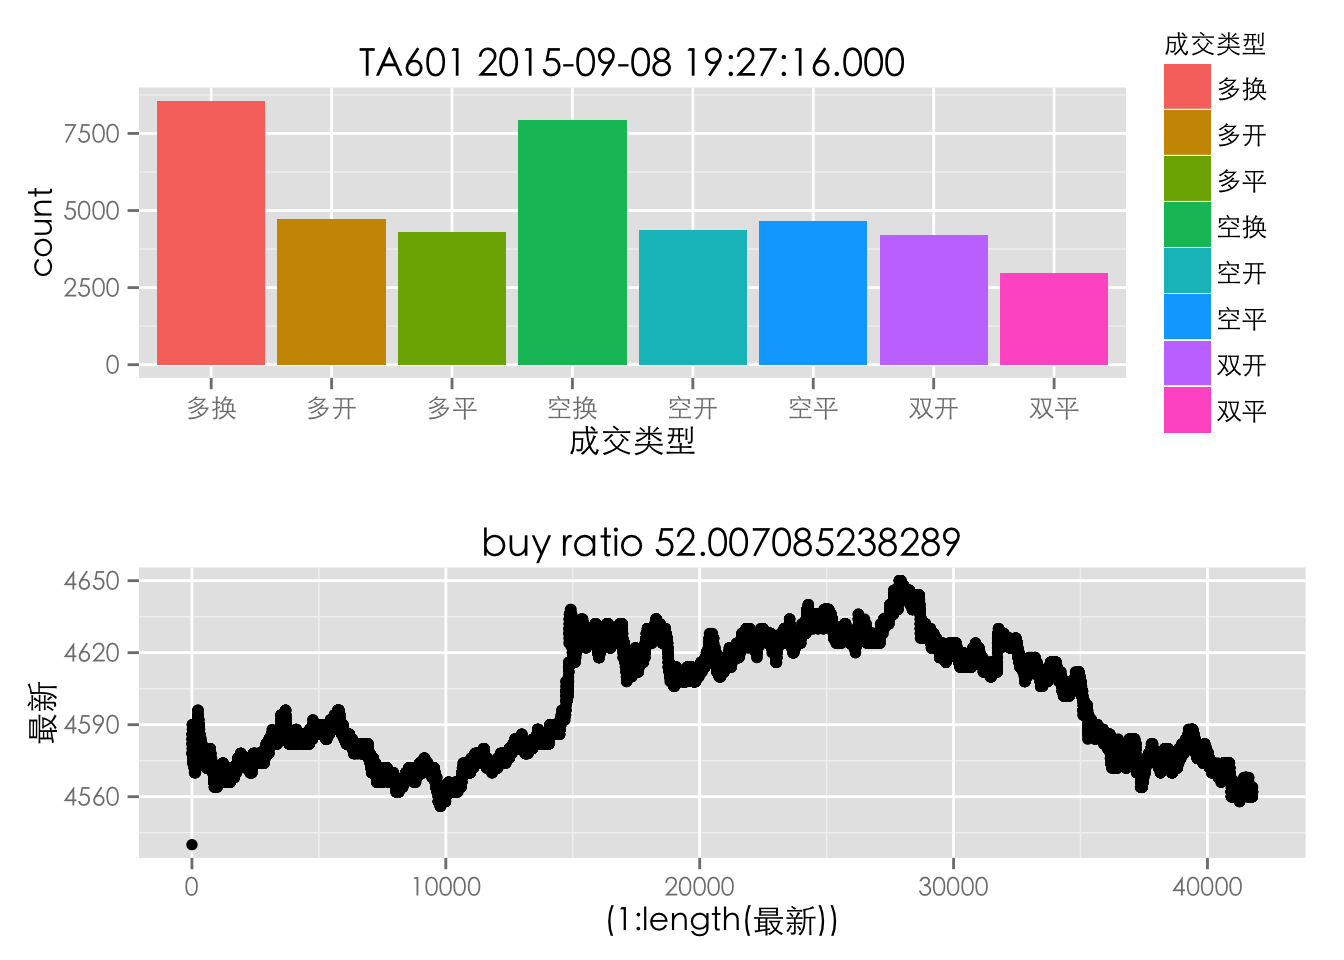 TA601 2015-09-08 19:27:16.000
count
7500
5000
2500
0
多换 多开 多平 空换 空开 空平 双开 双平
成交类型
成交类型
多换
多开
多平
空换
空开
空平
双开
双平
buy ratio 52.007085238289
最新
4650
4620
4590
4560
0 10000 20000 30000 40000
(1:length(最新))